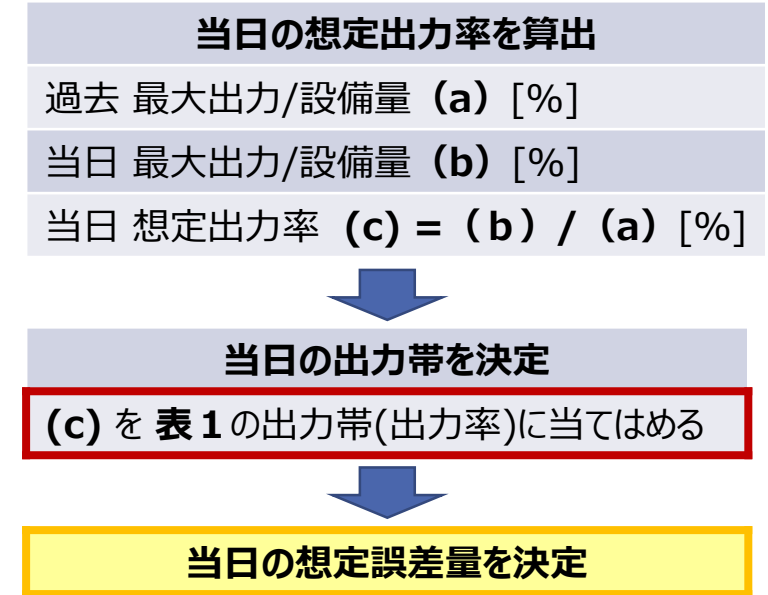 当日の想定出力率を算出
過去 最大出力/設備量（a）[%]
当日 最大出力/設備量（b）[%]
当日 想定出力率 (c) =（ｂ）/（a）[%]
当日の出力帯を決定
(c) を 表１の出力帯(出力率)に当てはめる
当日の想定誤差量を決定